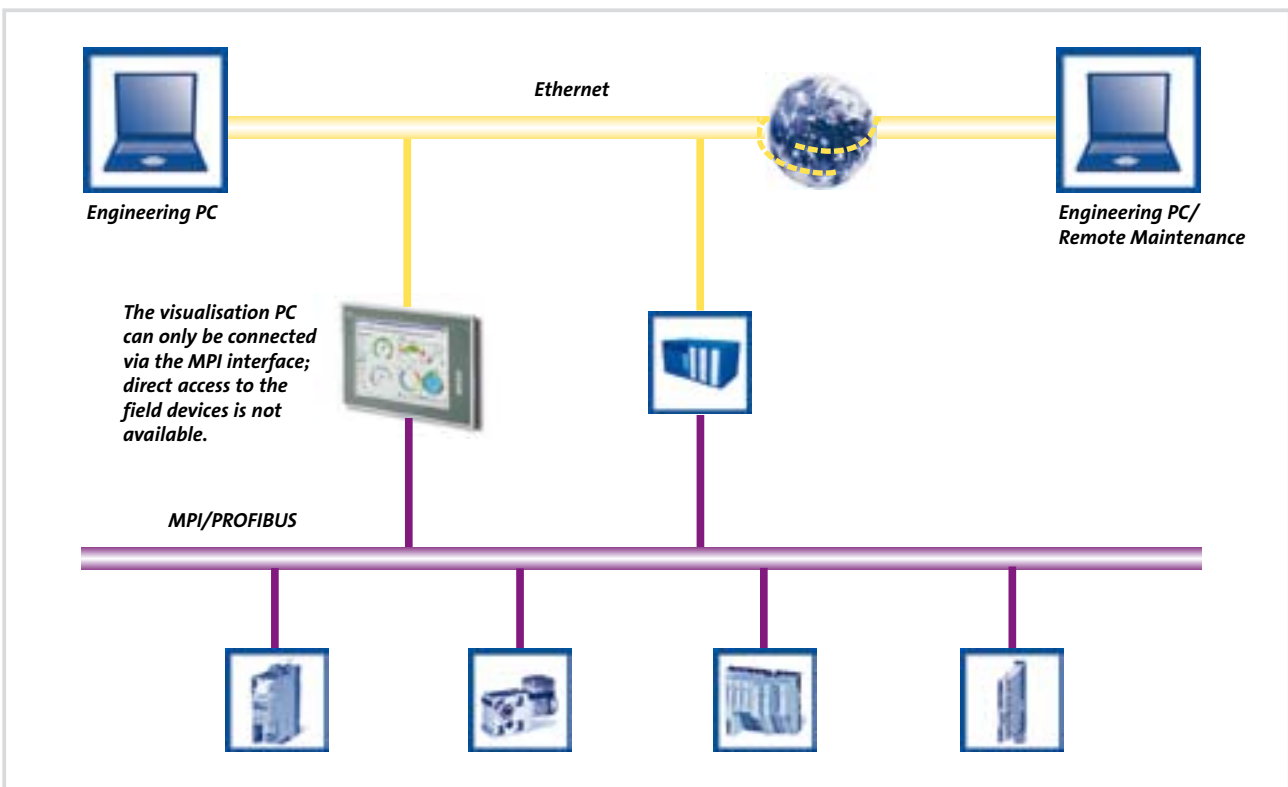 Ethernet
Engineering PC
Engineering PC/
Remote Maintenance
The visualisation PC
can only be connected
via the MPI interface;
direct access to the
field devices is not
available.
MPI/PROFIBUS